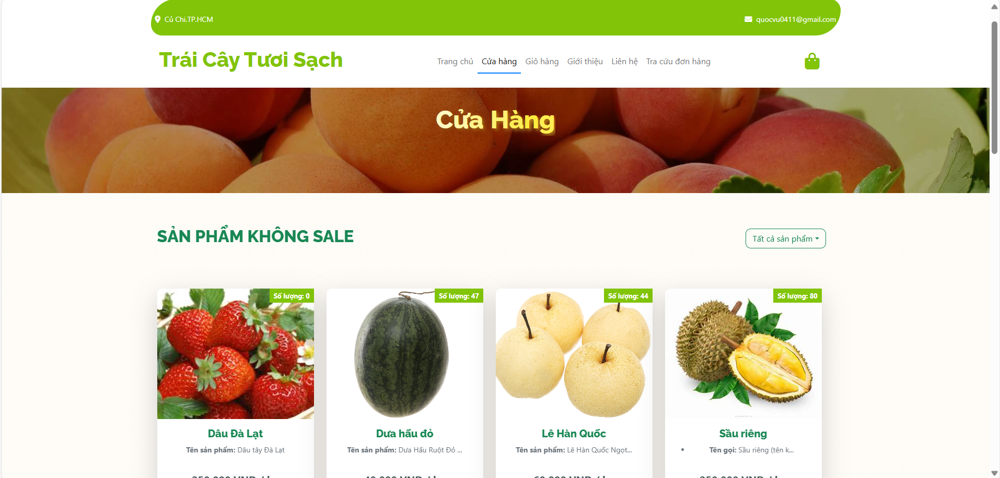 Củ Chi.TP.HCM
quocvu0411@gmail.com
Trái Cây Tươi Sạch
Trang chủ
Cửa hàng
Giỏ hàng
Giới thiệu
Liên hệ
Tra cứu đơn hàng
Cửa Hàng
SẢN PHẨM KHÔNG SALE
Tất cả sản phẩm
Số lượng: 0
Số lượng: 47
Số lượng: 44
Số lượng: 80
Dâu Đà Lạt
Dưa hấu đỏ
Lê Hàn Quốc
Sầu riêng
Tên sản phẩm: Dâu tây Đà Lạt
Tên sản phẩm: Dưa Hấu Ruột Đỏ ...
Tên sản phẩm: Lê Hàn Quốc Ngọt...
• Tên gọi: Sầu riêng (tên k...